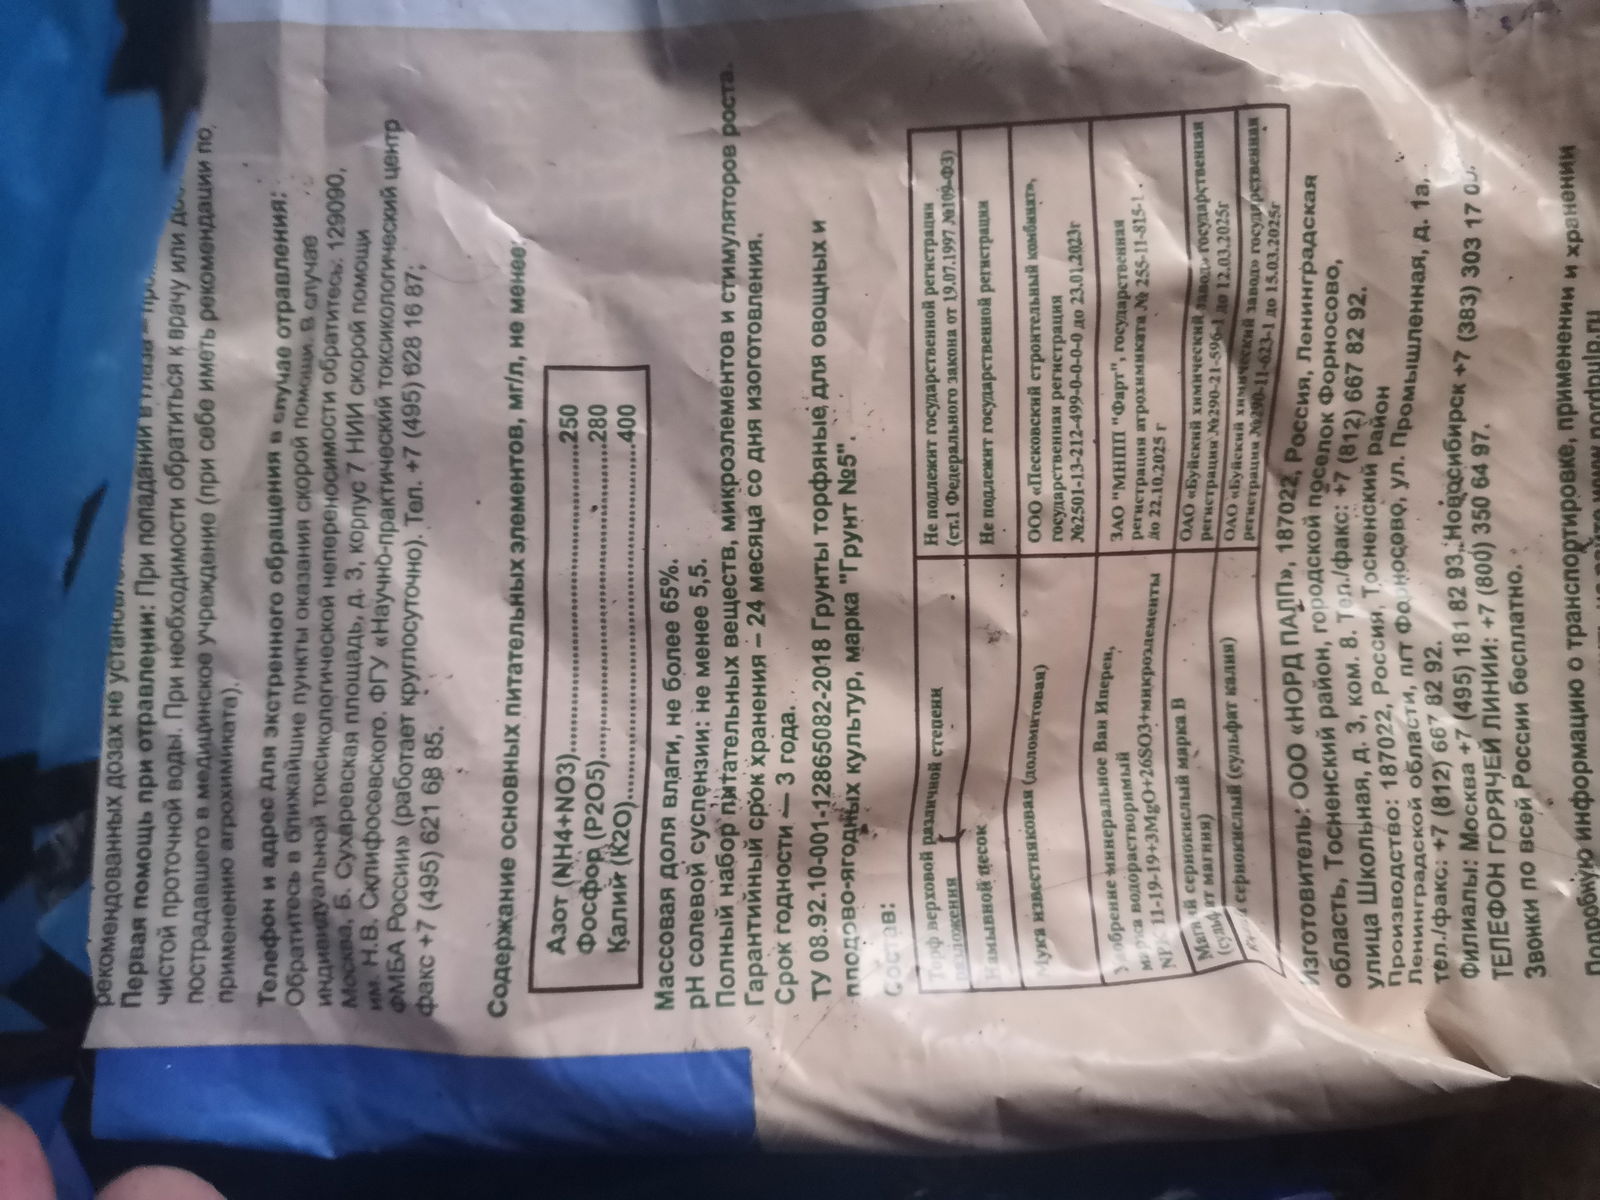 рекомендованных дозах не установле
Первая помощь при отравлении: При попадании в глаза –
чистой проточной воды. При необходимости обратиться к врачу или
пострадавшего в медицинское учреждение (при себе иметь рекомендации по
применению агрохимиката).
Телефон и адрес для экстренного обращения в случае отравления:
Обратитесь в ближайшие пункты оказания скорой помощи. В случае
индивидуальной токсикологической непереносимости обратитесь: 129090,
Москва, Б. Сухаревская площадь, д. 3, корпус 7 НИИ скорой помощи
им. Н.В. Склифосовского. ФГУ «Научно-практический токсикологический центр
ФМБА России» (работает круглосуточно). Тел. +7 (495) 628 16 87,
факс +7 (495) 621 68 85.
Содержание основных питательных элементов, мг/л, не менее:
Азот (NH4+NO3)..............................250
Фосфор (P2O5)..............................280
Калий (K2O)..............................400
Массовая доля влаги, не более 65%.
pH солевой суспензии: не менее 5,5.
Полный набор питательных веществ, микроэлементов и стимуляторов роста.
Гарантийный срок хранения – 24 месяца со дня изготовления.
Срок годности — 3 года.
ТУ 08.92.10-001-12865082-2018 Грунты торфяные для овощных и
плодово-ягодных культур, марка "Грунт №5".
Состав:
Торф верховой различной степени
разложения
Не подлежит государственной регистрации
(ст.1 Федерального закона от 19.07.1997 №109-ФЗ)
Намывной песок
Не подлежит государственной регистрации
Мука известняковая (доломитовая)
ООО «Песковский строительный комбинат»,
государственная регистрация
№2501-13-212-499-0-0-0-0 до 23.01.2023г
Удобрение минеральное Ван Иперен,
марка водорастворимый
NPK 11-19-19+3MgO+26SO3+микроэлементы
ЗАО "МНПП "Фарт", государственная
регистрация агрохимиката № 255-11-815-1
до 22.10.2025 г
Магний сернокислый марка В
(сульфат магния)
ОАО «Буйский химический завод» государственная
регистрация №290-21-596-1 до 12.03.2025г
сернокислый (сульфат калия)
ОАО «Буйский химический завод» государственная
регистрация №290-11-623-1 до 15.03.2025г
Изготовитель: ООО «НОРД ПАЛП», 187022, Россия, Ленинградская
область, Тосненский район, городской поселок Форносово,
улица Школьная, д. 3, ком. 8. Тел./факс: +7 (812) 667 82 92.
Производство: 187022, Россия, Тосненский район
Ленинградской области, пгт Форносово, ул. Промышленная, д. 1а,
тел./факс: +7 (812) 667 82 92.
Филиалы: Москва +7 (495) 181 82 93, Новосибирск +7 (383) 303 17
ТЕЛЕФОН ГОРЯЧЕЙ ЛИНИИ: +7 (800) 350 64 97.
Звонки по всей России бесплатно.
Подробную информацию о транспортировке, применении и хранении
www.nordpulp.ru